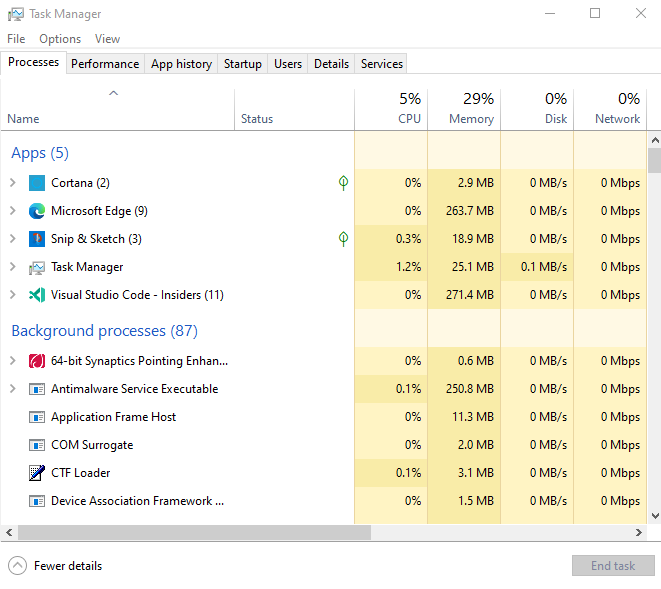 Task Manager
File Options View
Processes Performance App history Startup Users Details Services
5% 29% 0% 0%
Name Status CPU Memory Disk Network
Apps (5)
Cortana (2) 0% 2.9 MB 0 MB/s 0 Mbps
Microsoft Edge (9) 0% 263.7 MB 0 MB/s 0 Mbps
Snip & Sketch (3) 0.3% 18.9 MB 0 MB/s 0 Mbps
Task Manager 1.2% 25.1 MB 0.1 MB/s 0 Mbps
Visual Studio Code - Insiders (11) 0% 271.4 MB 0 MB/s 0 Mbps
Background processes (87)
64-bit Synaptics Pointing Enhan... 0% 0.6 MB 0 MB/s 0 Mbps
Antimalware Service Executable 0.1% 250.8 MB 0 MB/s 0 Mbps
Application Frame Host 0% 11.3 MB 0 MB/s 0 Mbps
COM Surrogate 0% 2.0 MB 0 MB/s 0 Mbps
CTF Loader 0.1% 3.1 MB 0 MB/s 0 Mbps
Device Association Framework ... 0% 1.5 MB 0 MB/s 0 Mbps
Fewer details End task